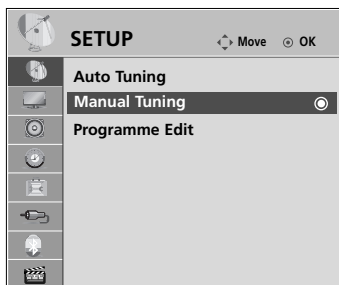 SETUP Move OK
Auto Tuning
Manual Tuning
Programme Edit